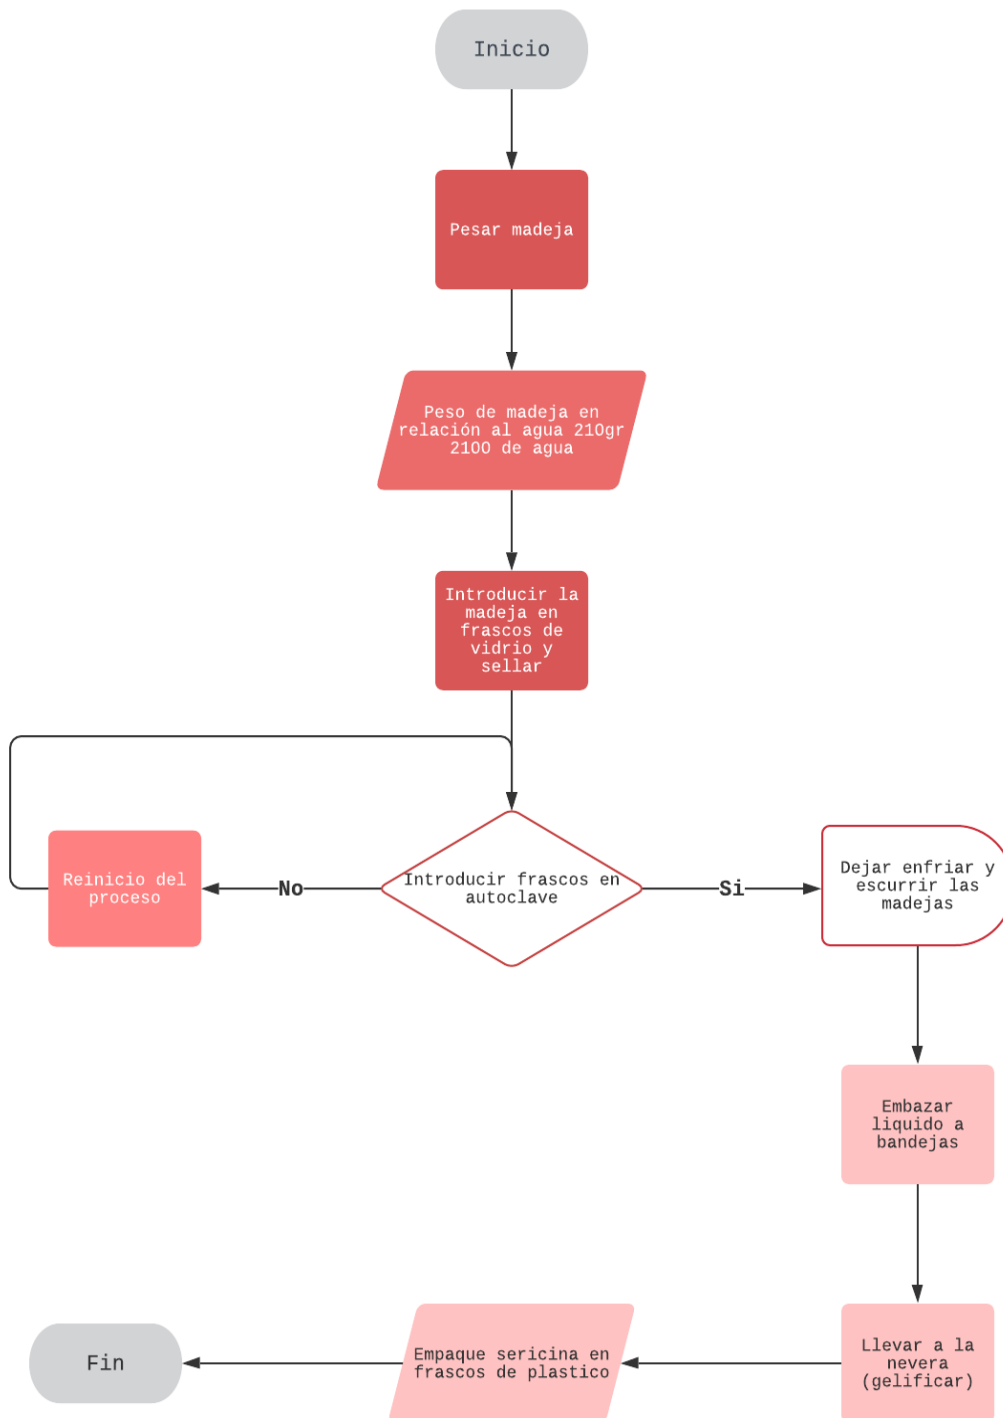 Inicio
Pesar madeja
Peso de madeja en
relación al agua 210gr
2100 de agua
Introducir la
madeja en
frascos de
vidrio y
sellar
Reinicio del
proceso
No
Introducir frascos en
autoclave
Si
Dejar enfriar y
escurrir las
madejas
Embazar
liquido a
bandejas
Llevar a la
nevera
(gelificar)
Empaque sericina en
frascos de plastico
Fin